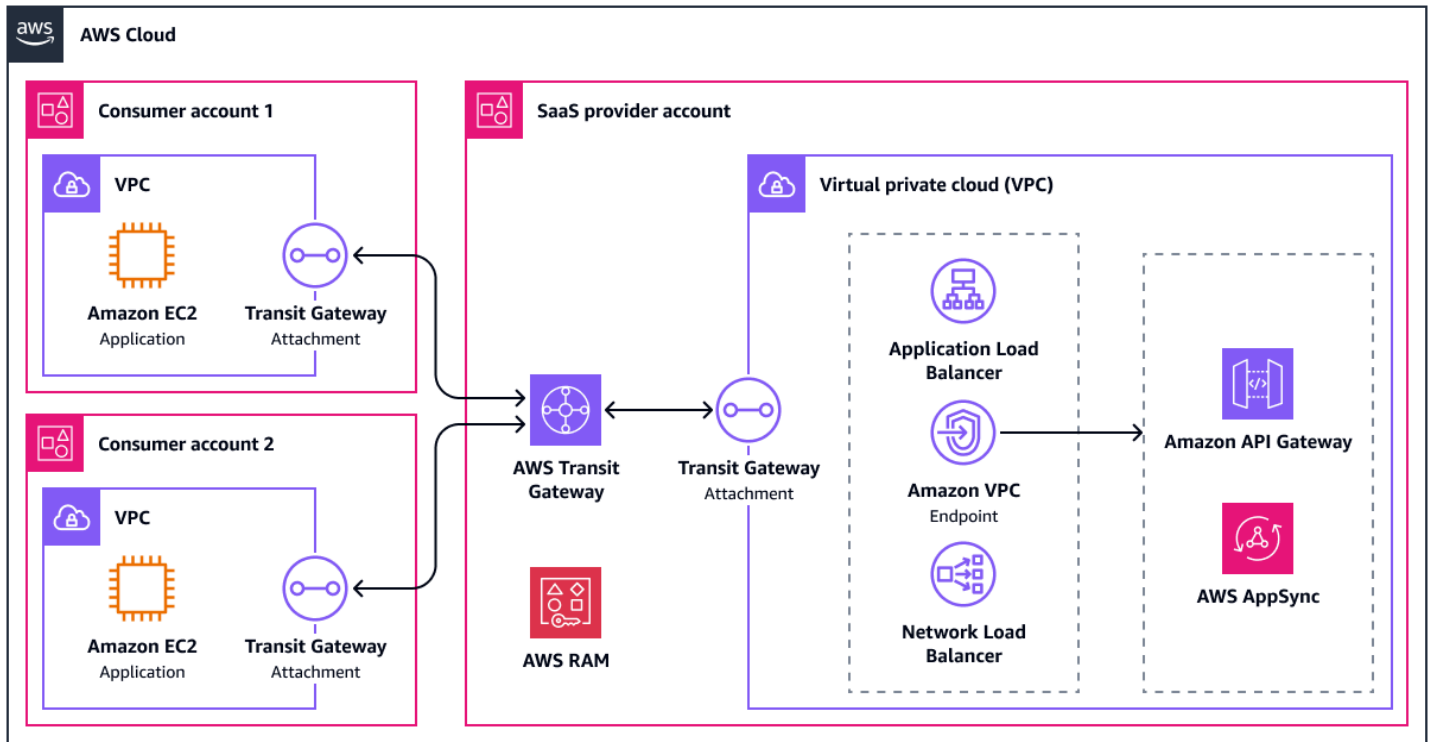 aws
AWS Cloud
Consumer account 1
VPC
Amazon EC2
Application
Transit Gateway
Attachment
Consumer account 2
VPC
Amazon EC2
Application
Transit Gateway
Attachment
SaaS provider account
AWS Transit
Gateway
AWS RAM
Transit Gateway
Attachment
Virtual private cloud (VPC)
Application Load
Balancer
Amazon VPC
Endpoint
Network Load
Balancer
Amazon API Gateway
AWS AppSync